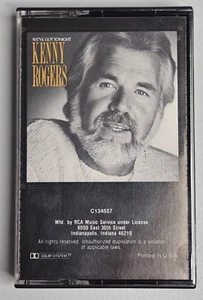 WE'VE GOT TONIGHT
KENNY
ROGERS
C134557
Mfd. by RCA Music Service under License
6550 East 30th Street
Indianapolis, Indiana 46219
All rights reserved. Unauthorized duplication is a violation
of applicable laws.
DOLBY SYSTEM
Printed in U.S.A.